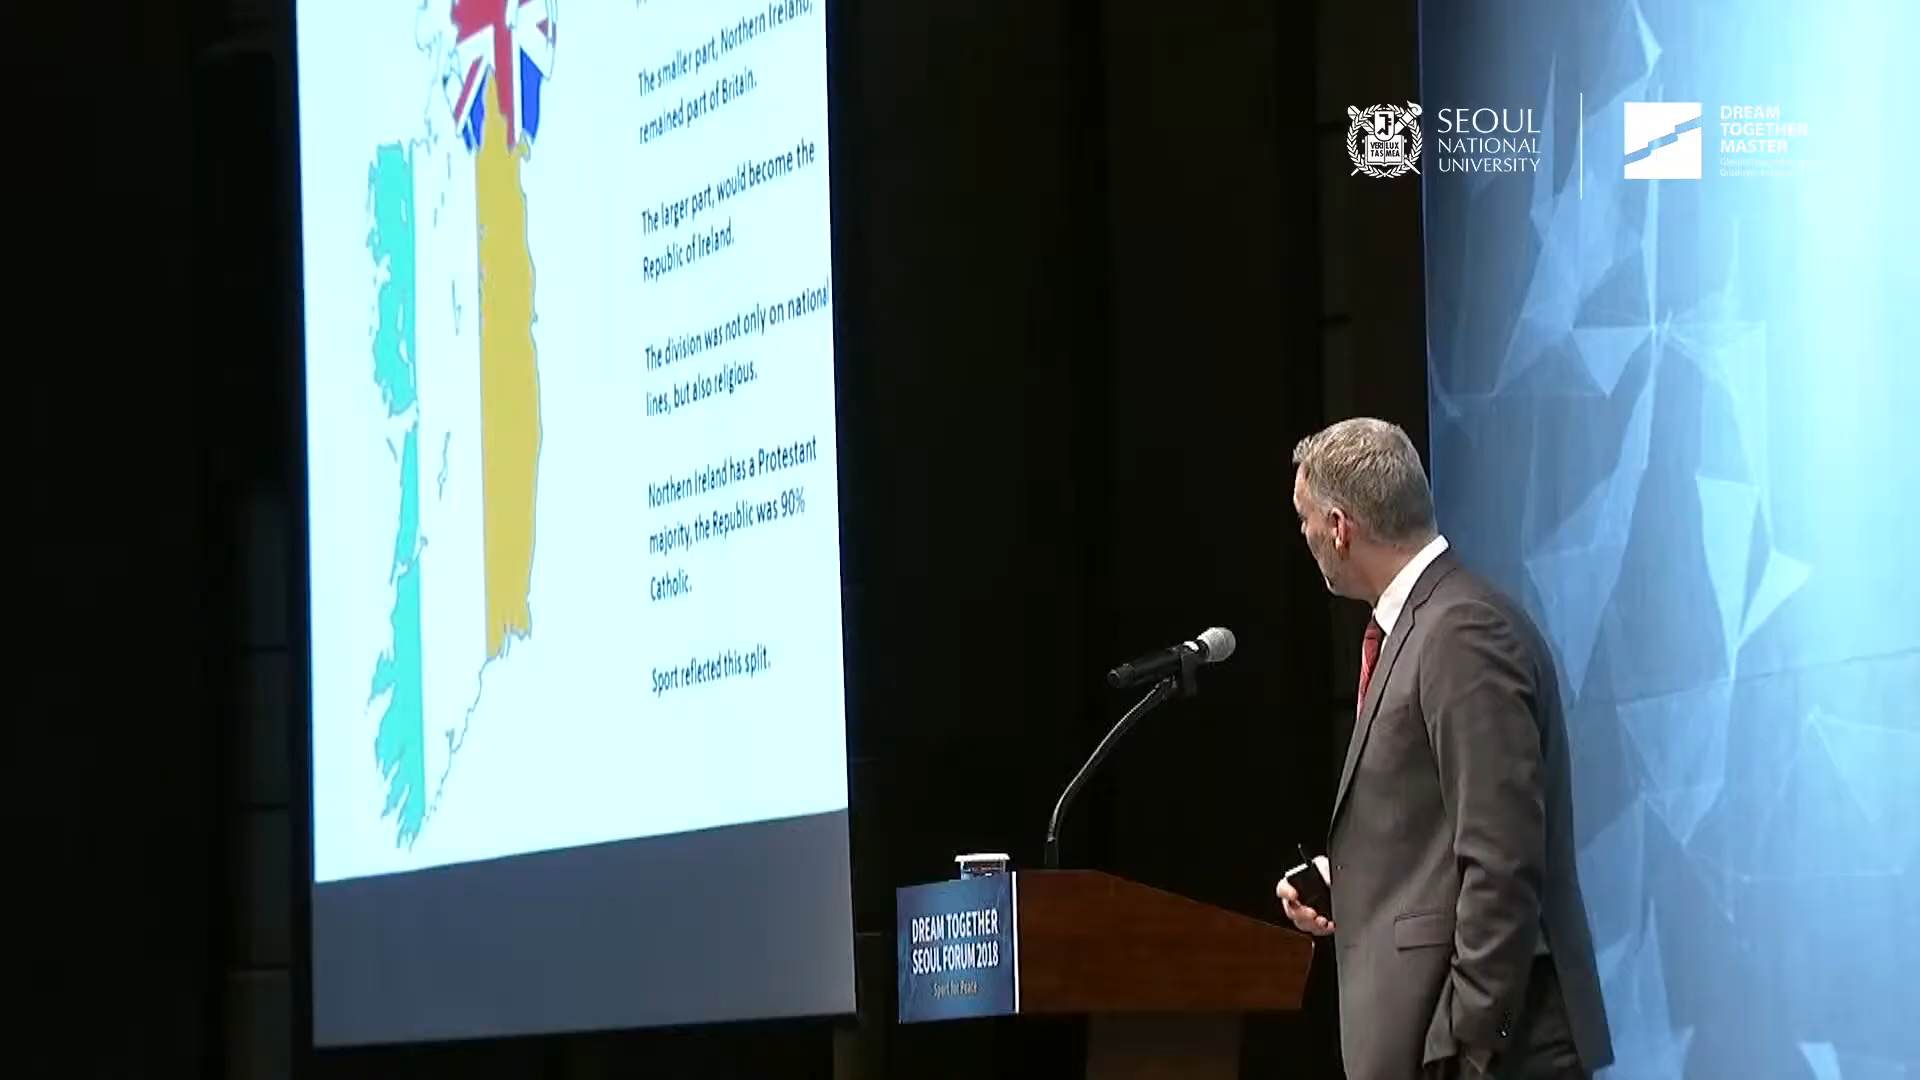 The smaller part, Northern Ireland,
remained part of Britain.
The larger part, would become the
Republic of Ireland.
The division was not only on national
lines, but also religious.
Northern Ireland has a Protestant
majority, the Republic was 90%
Catholic.
Sport reflected this split.
SEOUL
NATIONAL
UNIVERSITY
VERI LUX
TAS MEA
DREAM
TOGETHER
MASTER
DREAM TOGETHER
SEOUL FORUM 2018
Sport for Peace